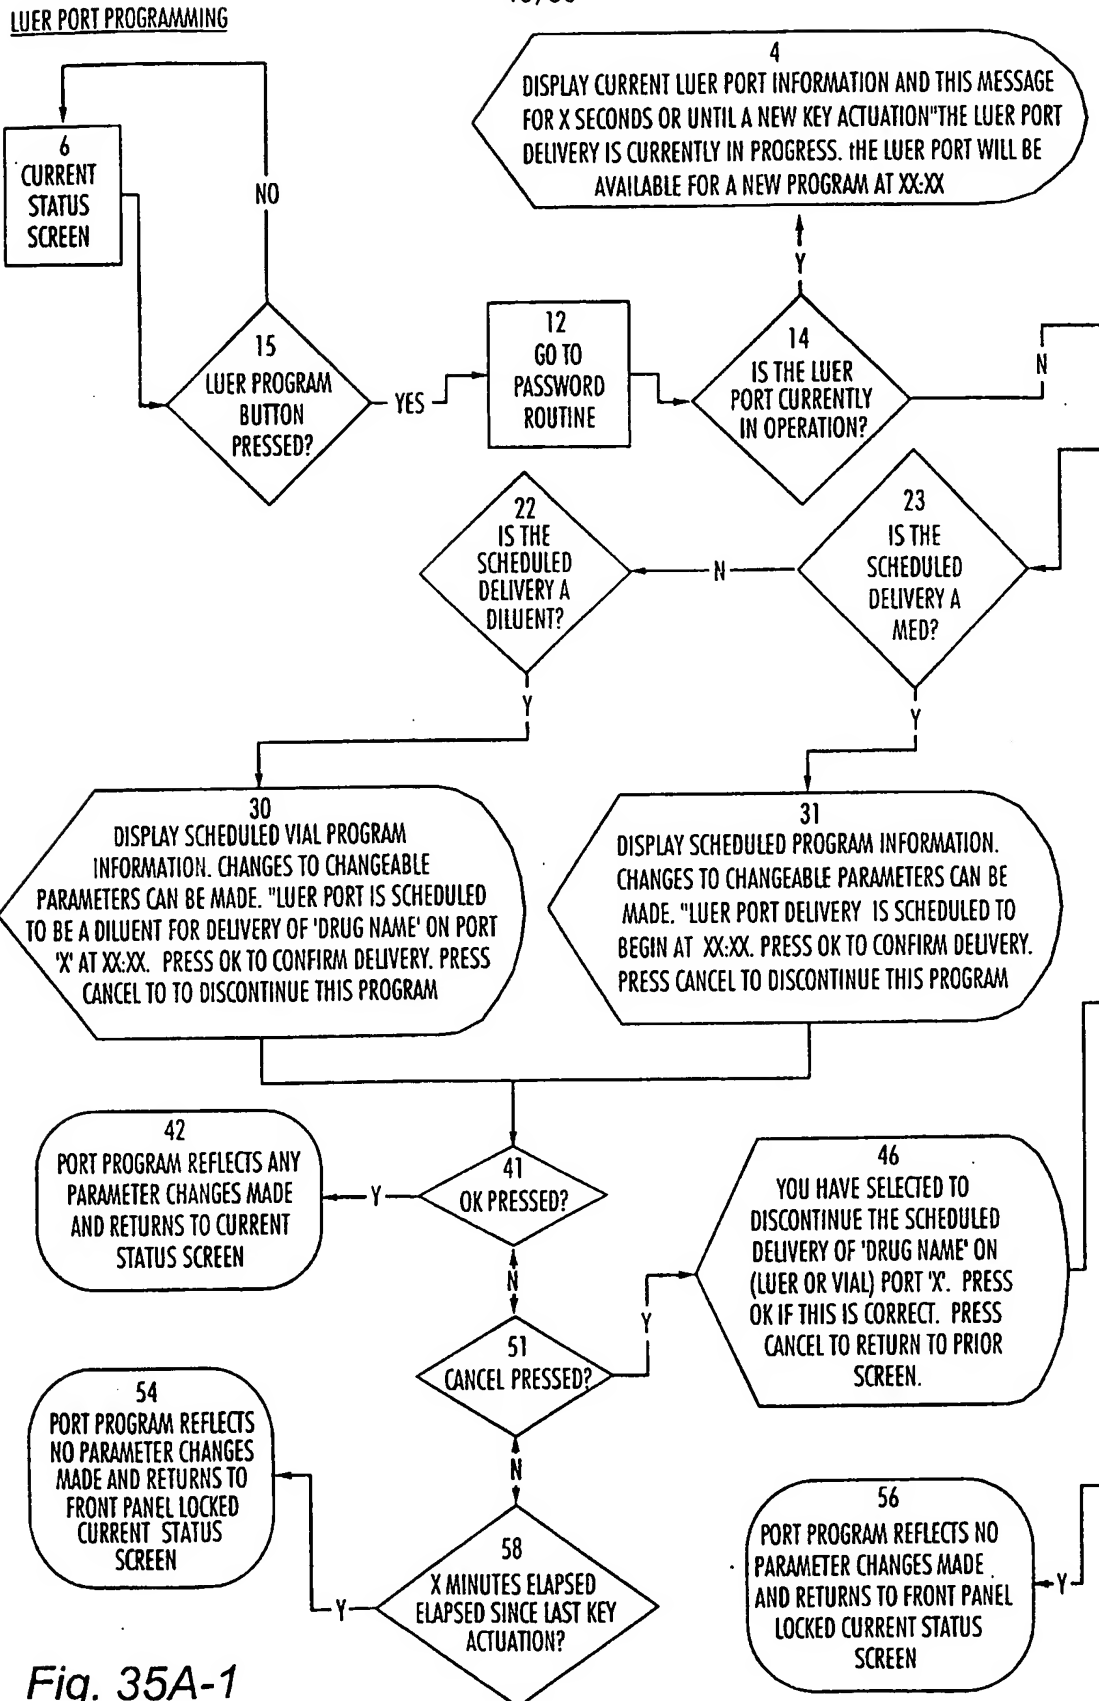 LUER PORT PROGRAMMING
4
DISPLAY CURRENT LUER PORT INFORMATION AND THIS MESSAGE
FOR X SECONDS OR UNTIL A NEW KEY ACTUATION"THE LUER PORT
DELIVERY IS CURRENTLY IN PROGRESS. tHE LUER PORT WILL BE
AVAILABLE FOR A NEW PROGRAM AT XX:XX
6
CURRENT
STATUS
SCREEN
NO
Y
15
LUER PROGRAM
BUTTON
PRESSED?
YES
12
GO TO
PASSWORD
ROUTINE
14
IS THE LUER
PORT CURRENTLY
IN OPERATION?
N
22
IS THE
SCHEDULED
DELIVERY A
DILUENT?
N
23
IS THE
SCHEDULED
DELIVERY A
MED?
Y
Y
30
DISPLAY SCHEDULED VIAL PROGRAM
INFORMATION. CHANGES TO CHANGEABLE
PARAMETERS CAN BE MADE. "LUER PORT IS SCHEDULED
TO BE A DILUENT FOR DELIVERY OF 'DRUG NAME' ON PORT
'X' AT XX:XX. PRESS OK TO CONFIRM DELIVERY. PRESS
CANCEL TO TO DISCONTINUE THIS PROGRAM
31
DISPLAY SCHEDULED PROGRAM INFORMATION.
CHANGES TO CHANGEABLE PARAMETERS CAN BE
MADE. "LUER PORT DELIVERY IS SCHEDULED TO
BEGIN AT XX:XX. PRESS OK TO CONFIRM DELIVERY.
PRESS CANCEL TO DISCONTINUE THIS PROGRAM
42
PORT PROGRAM REFLECTS ANY
PARAMETER CHANGES MADE
AND RETURNS TO CURRENT
STATUS SCREEN
Y
41
OK PRESSED?
N
46
YOU HAVE SELECTED TO
DISCONTINUE THE SCHEDULED
DELIVERY OF 'DRUG NAME' ON
(LUER OR VIAL) PORT 'X'. PRESS
OK IF THIS IS CORRECT. PRESS
CANCEL TO RETURN TO PRIOR
SCREEN.
51
CANCEL PRESSED?
Y
N
54
PORT PROGRAM REFLECTS
NO PARAMETER CHANGES
MADE AND RETURNS TO
FRONT PANEL LOCKED
CURRENT STATUS
SCREEN
Y
58
X MINUTES ELAPSED
ELAPSED SINCE LAST KEY
ACTUATION?
56
PORT PROGRAM REFLECTS NO
PARAMETER CHANGES MADE
AND RETURNS TO FRONT PANEL
LOCKED CURRENT STATUS
SCREEN
Y
Fig. 35A-1